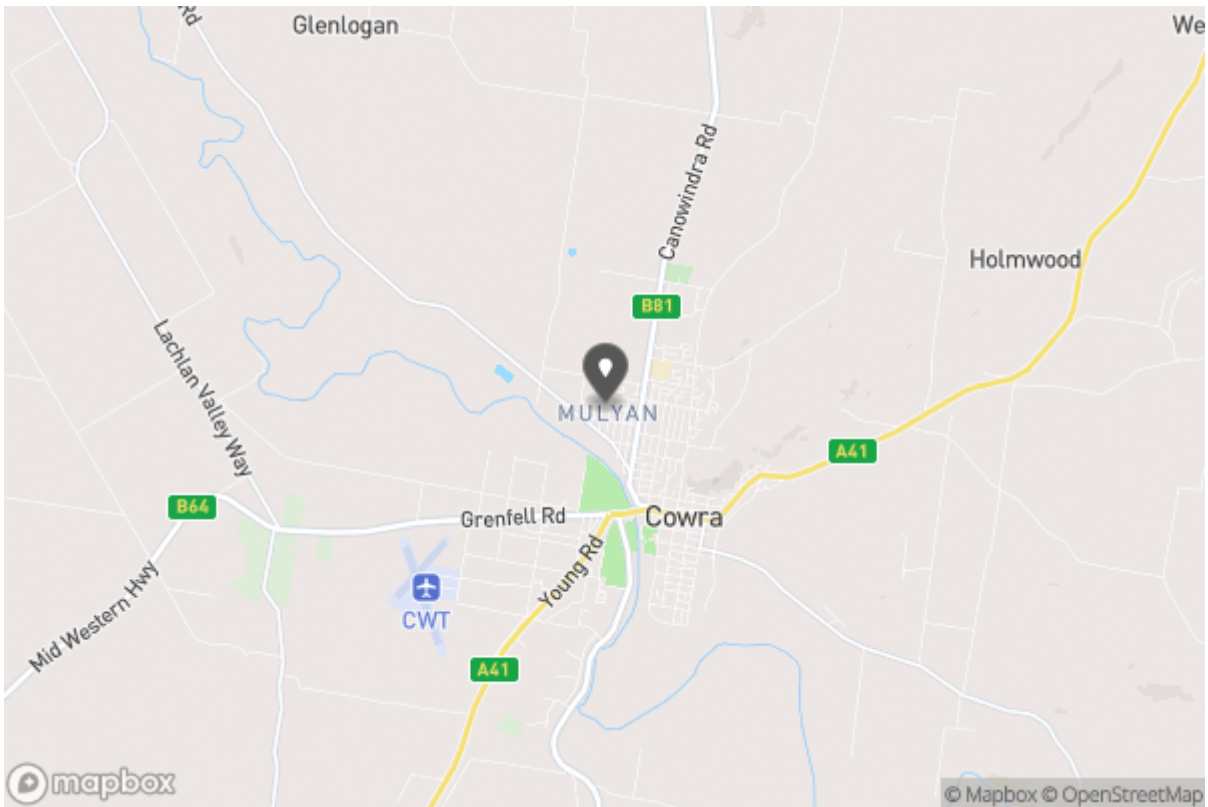 Rd
Glenlogan
We
Canowindra Rd
Holmwood
B81
Lachlan Valley Way
MULYAN
A41
B64
Grenfell Rd
Cowra
Young Rd
CWT
Mid Western Hwy
A41
mapbox
© Mapbox © OpenStreetMap